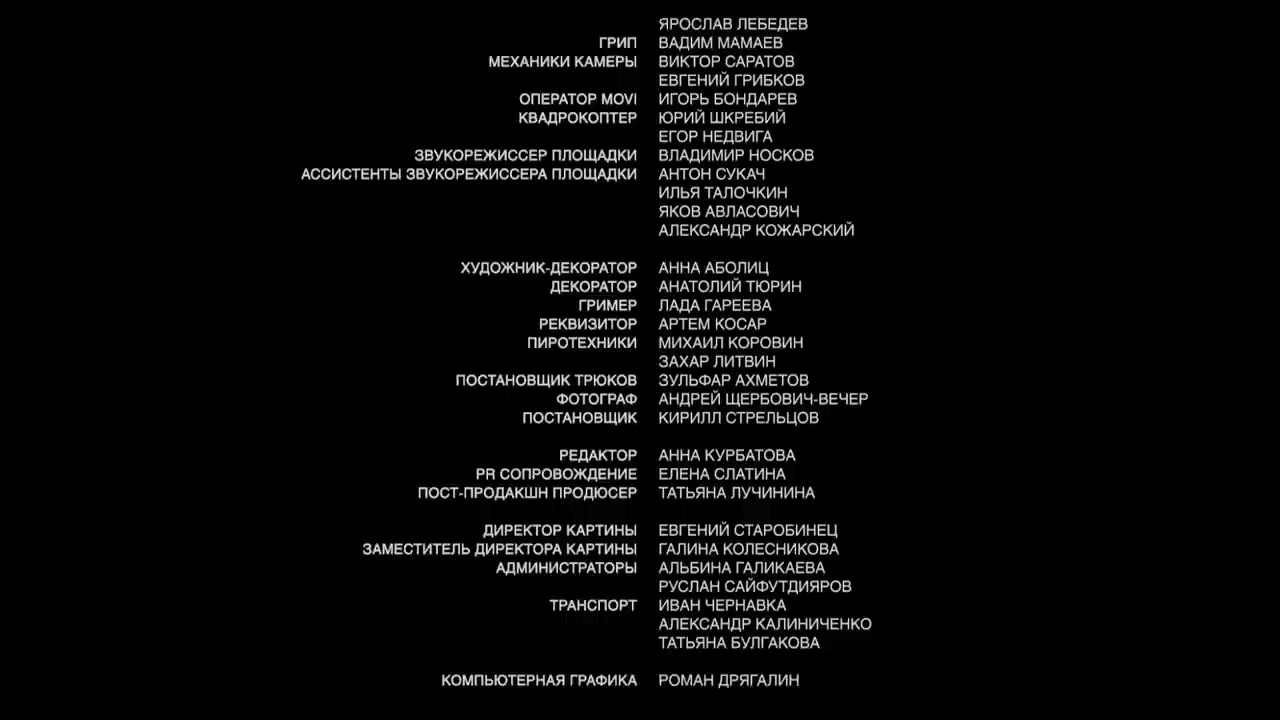 ЯРОСЛАВ ЛЕБЕДЕВ
ГРИП ВАДИМ МАМАЕВ
МЕХАНИКИ КАМЕРЫ ВИКТОР САРАТОВ
ЕВГЕНИЙ ГРИБКОВ
ОПЕРАТОР MOVI ИГОРЬ БОНДАРЕВ
КВАДРОКОПТЕР ЮРИЙ ШКРЕБИЙ
ЕГОР НЕДВИГА
ЗВУКОРЕЖИССЕР ПЛОЩАДКИ ВЛАДИМИР НОСКОВ
АССИСТЕНТЫ ЗВУКОРЕЖИССЕРА ПЛОЩАДКИ АНТОН СУКАЧ
ИЛЬЯ ТАЛОЧКИН
ЯКОВ АВЛАСОВИЧ
АЛЕКСАНДР КОЖАРСКИЙ
ХУДОЖНИК-ДЕКОРАТОР АННА АБОЛИЦ
ДЕКОРАТОР АНАТОЛИЙ ТЮРИН
ГРИМЕР ЛАДА ГАРЕЕВА
РЕКВИЗИТОР АРТЕМ КОСАР
ПИРОТЕХНИКИ МИХАИЛ КОРОВИН
ЗАХАР ЛИТВИН
ПОСТАНОВЩИК ТРЮКОВ ЗУЛЬФАР АХМЕТОВ
ФОТОГРАФ АНДРЕЙ ЩЕРБОВИЧ-ВЕЧЕР
ПОСТАНОВЩИК КИРИЛЛ СТРЕЛЬЦОВ
РЕДАКТОР АННА КУРБАТОВА
PR СОПРОВОЖДЕНИЕ ЕЛЕНА СЛАТИНА
ПОСТ-ПРОДАКШН ПРОДЮСЕР ТАТЬЯНА ЛУЧИНИНА
ДИРЕКТОР КАРТИНЫ ЕВГЕНИЙ СТАРОБИНЕЦ
ЗАМЕСТИТЕЛЬ ДИРЕКТОРА КАРТИНЫ ГАЛИНА КОЛЕСНИКОВА
АДМИНИСТРАТОРЫ АЛЬБИНА ГАЛИКАЕВА
РУСЛАН САЙФУТДИЯРОВ
ТРАНСПОРТ ИВАН ЧЕРНАВКА
АЛЕКСАНДР КАЛИНИЧЕНКО
ТАТЬЯНА БУЛГАКОВА
КОМПЬЮТЕРНАЯ ГРАФИКА РОМАН ДРЯГАЛИН